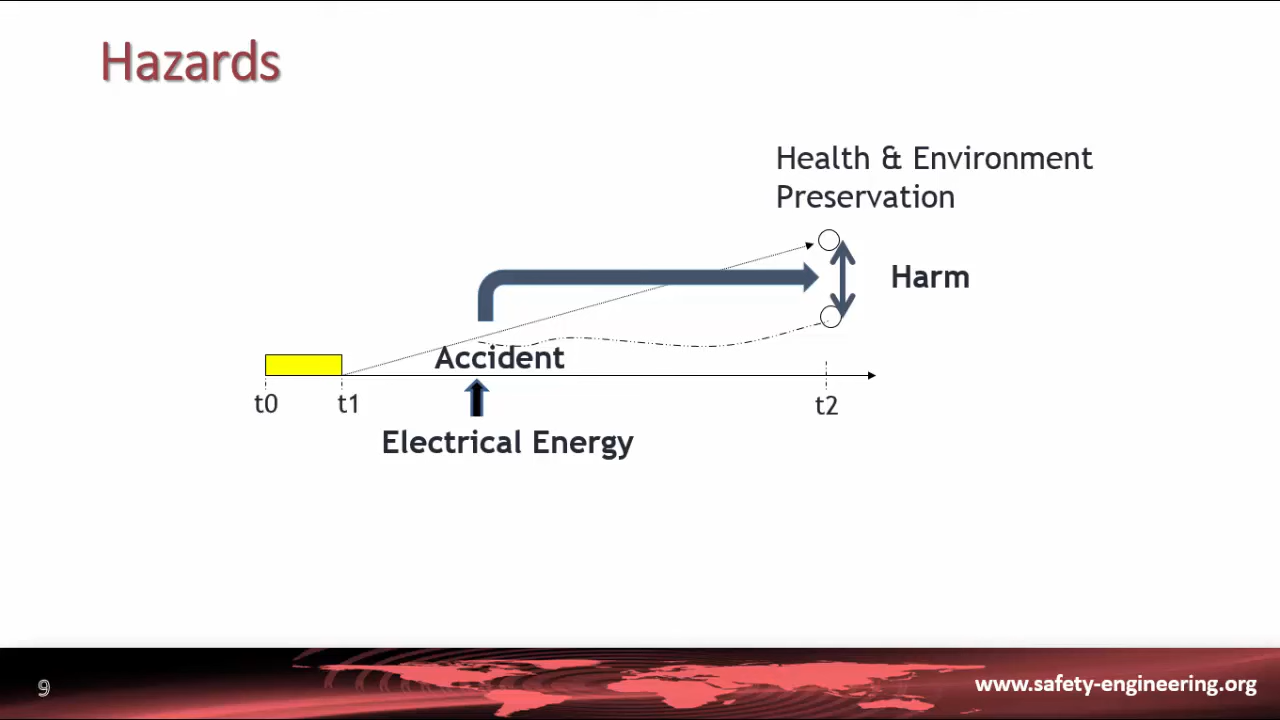 Hazards
Health & Environment
Preservation
Harm
Accident
t0
t1
t2
Electrical Energy
9
www.safety-engineering.org